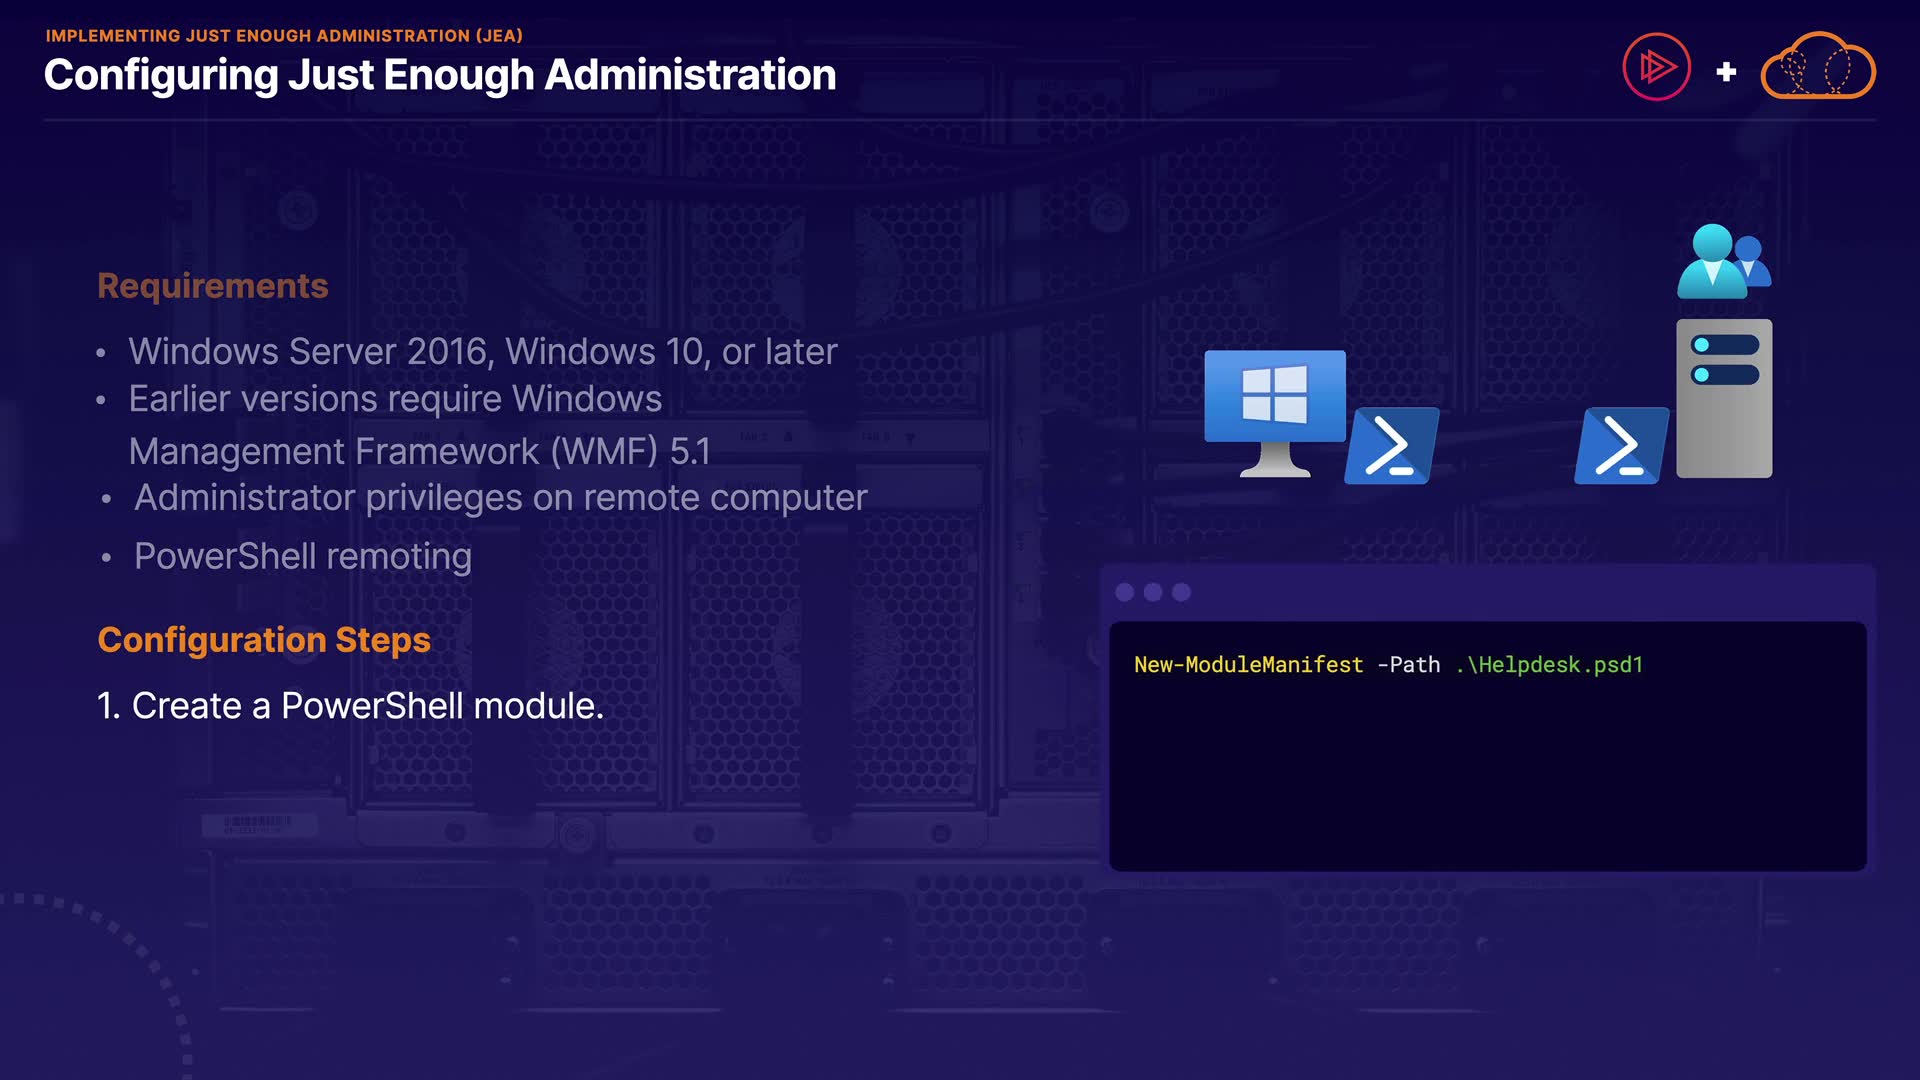 IMPLEMENTING JUST ENOUGH ADMINISTRATION (JEA)
Configuring Just Enough Administration
Requirements
• Windows Server 2016, Windows 10, or later
• Earlier versions require Windows
Management Framework (WMF) 5.1
• Administrator privileges on remote computer
• PowerShell remoting
Configuration Steps
1. Create a PowerShell module.
New-ModuleManifest -Path .\Helpdesk.psd1